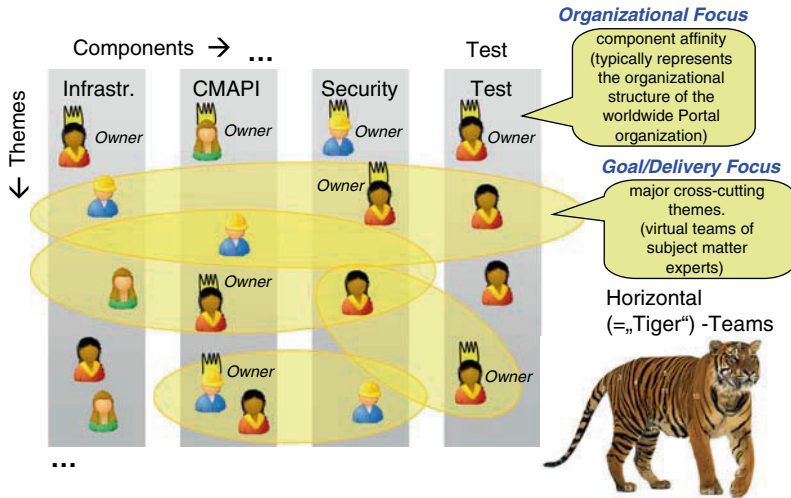 Organizational Focus
Components → ...
Test
component affinity
(typically represents
the organizational
structure of the
worldwide Portal
organization)
Infrastr.
CMAPI
Security
Test
Owner
Owner
Owner
Owner
← Themes
Goal/Delivery Focus
Owner
major cross-cutting
themes.
(virtual teams of
subject matter
experts)
Owner
Horizontal
(=„Tiger“) -Teams
Owner
Owner
...